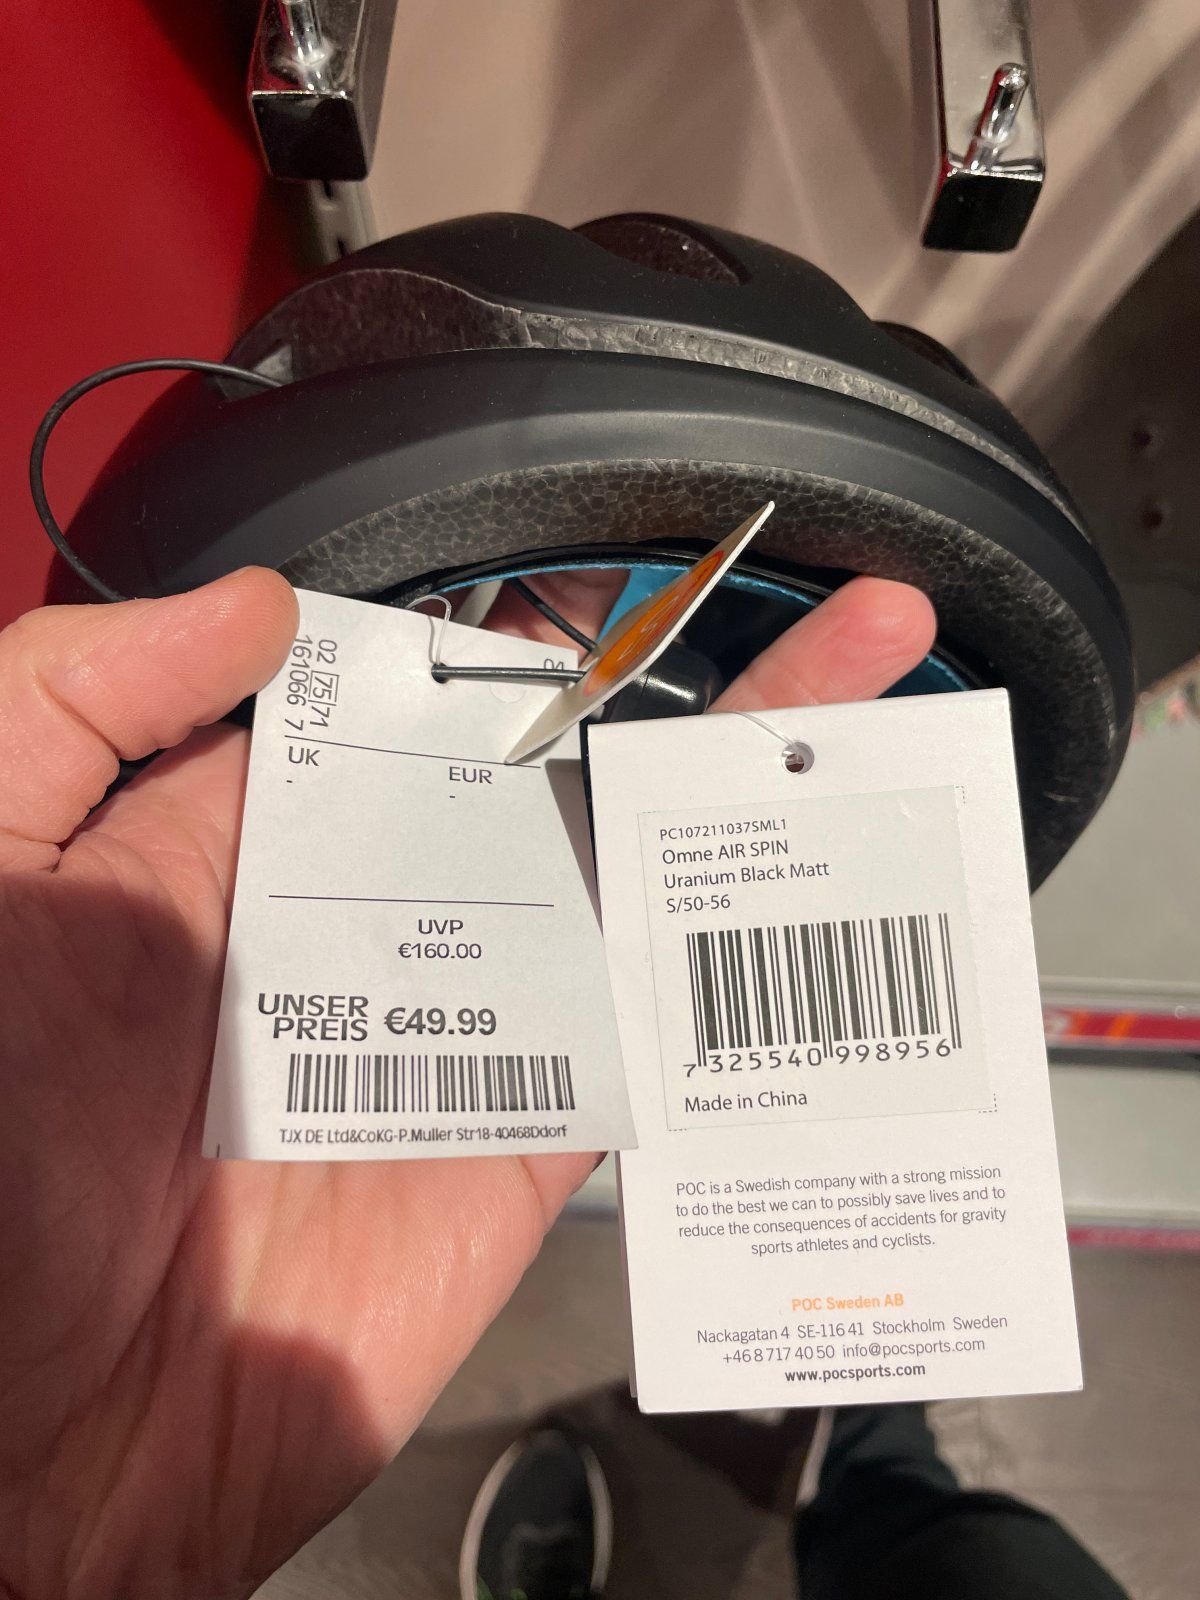 02 75 71
161066 7
04
UK
-
EUR
-
UVP
€160.00
UNSER
PREIS €49.99
TJX DE Ltd&CoKG-P.Muller Str18-40468Ddorf
PC107211037SML1
Omne AIR SPIN
Uranium Black Matt
S/50-56
7 325540 998956
Made in China
POC is a Swedish company with a strong mission
to do the best we can to possibly save lives and to
reduce the consequences of accidents for gravity
sports athletes and cyclists.
POC Sweden AB
Nackagatan 4 SE-116 41 Stockholm Sweden
+46 8 717 40 50 info@pocsports.com
www.pocsports.com